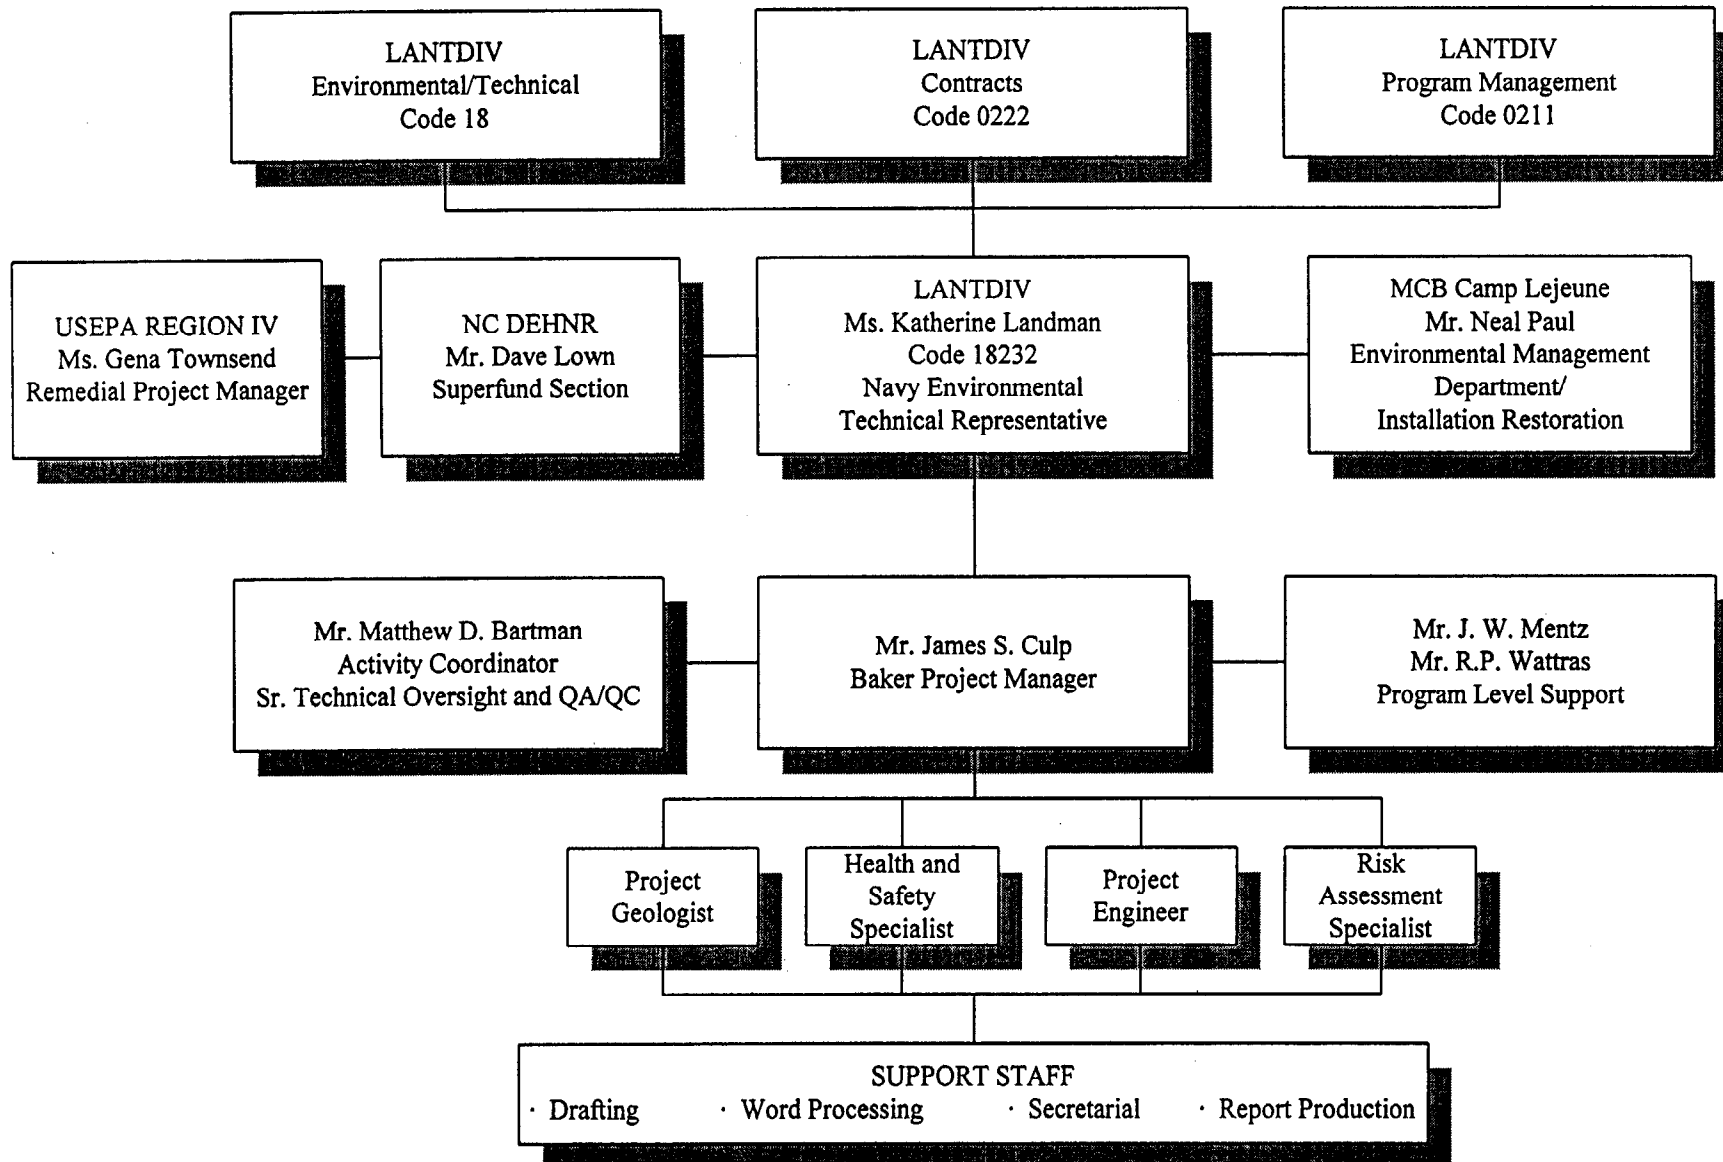 LANTDIV
Environmental/Technical
Code 18
LANTDIV
Contracts
Code 0222
LANTDIV
Program Management
Code 0211
USEPA REGION IV
Ms. Gena Townsend
Remedial Project Manager
NC DEHNR
Mr. Dave Lown
Superfund Section
LANTDIV
Ms. Katherine Landman
Code 18232
Navy Environmental
Technical Representative
MCB Camp Lejeune
Mr. Neal Paul
Environmental Management
Department/
Installation Restoration
Mr. Matthew D. Bartman
Activity Coordinator
Sr. Technical Oversight and QA/QC
Mr. James S. Culp
Baker Project Manager
Mr. J. W. Mentz
Mr. R.P. Wattras
Program Level Support
Project
Geologist
Health and
Safety
Specialist
Project
Engineer
Risk
Assessment
Specialist
SUPPORT STAFF
· Drafting · Word Processing · Secretarial · Report Production